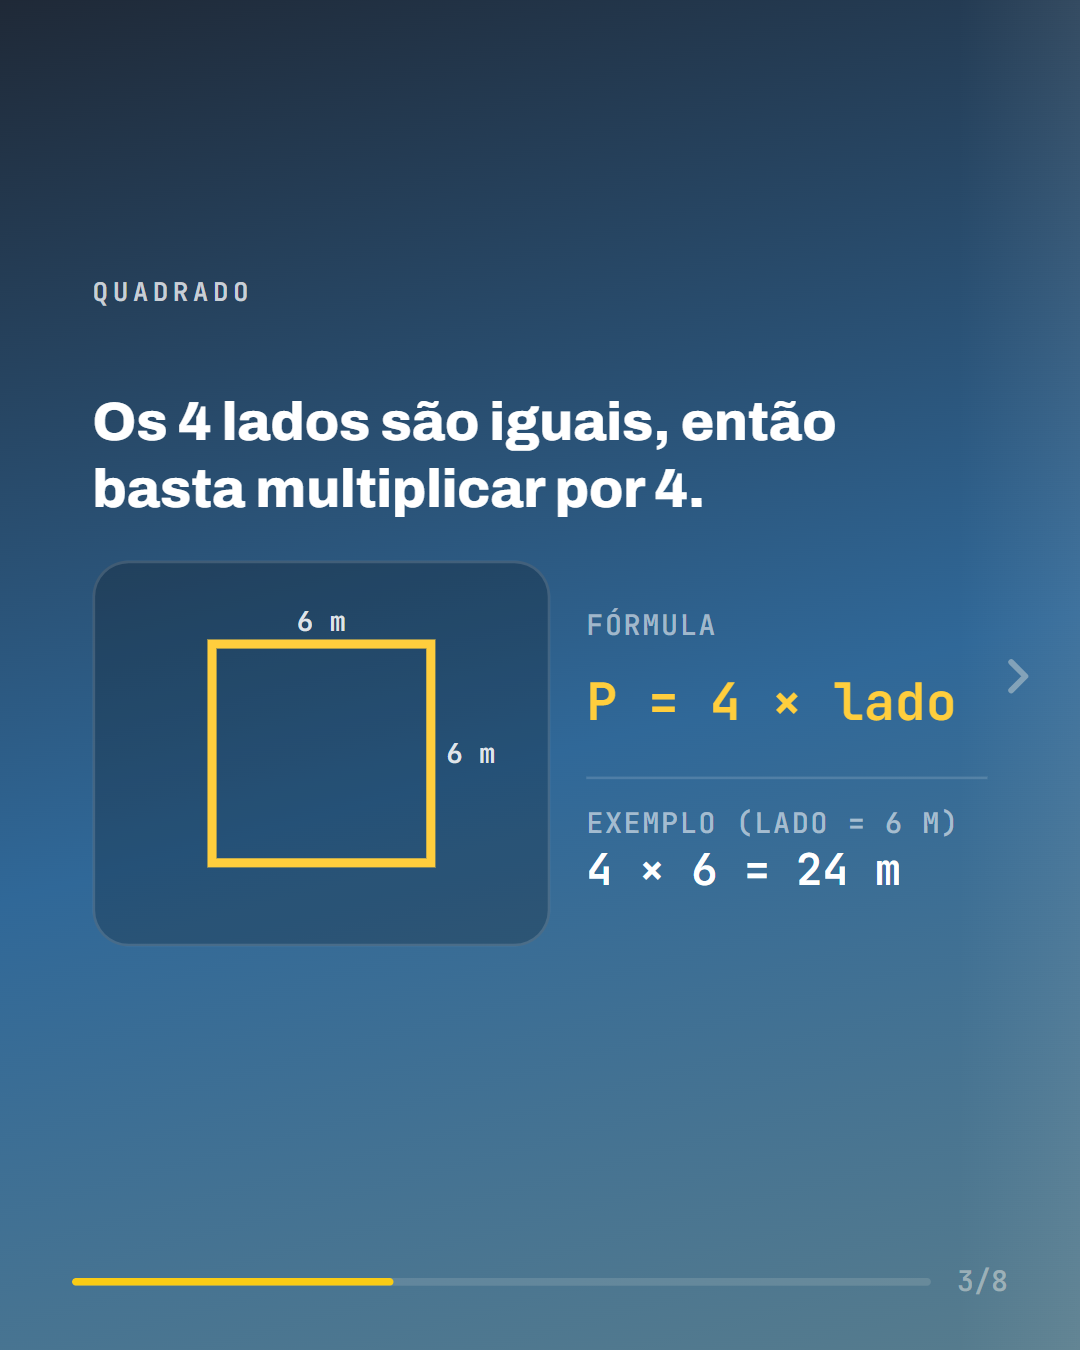 QUADRADO
Os 4 lados são iguais, então
basta multiplicar por 4.
6 m
6 m
FÓRMULA
P = 4 × lado
EXEMPLO (LADO = 6 M)
4 × 6 = 24 m
3/8